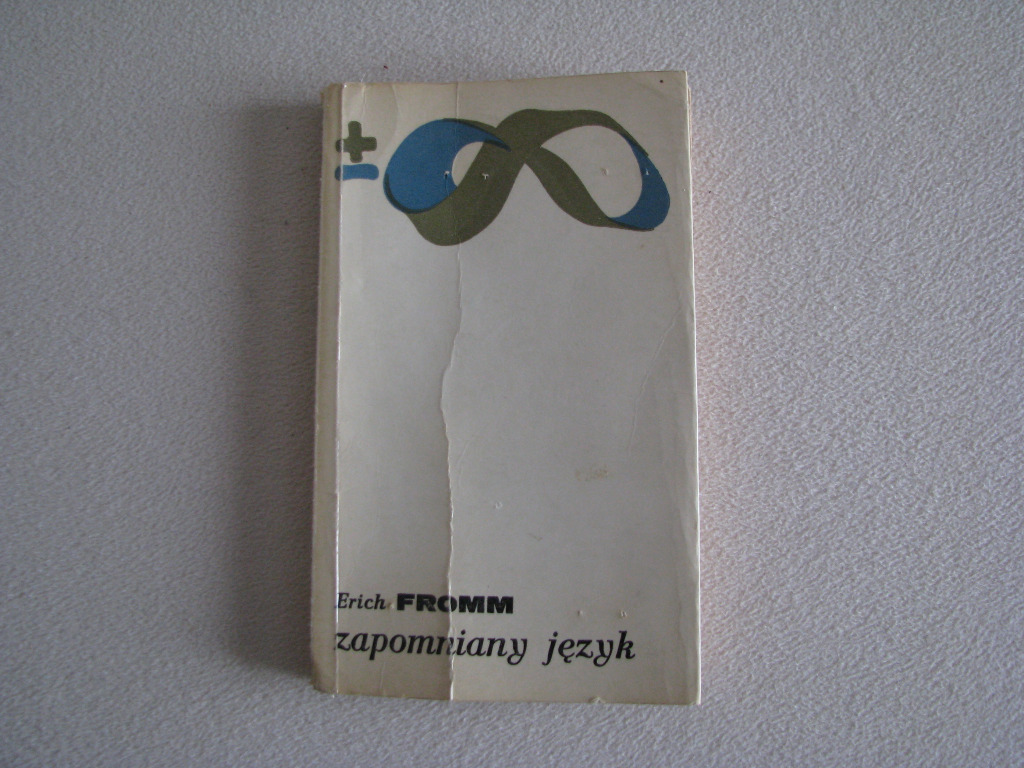 ±∞
Erich FROMM
zapomniany język